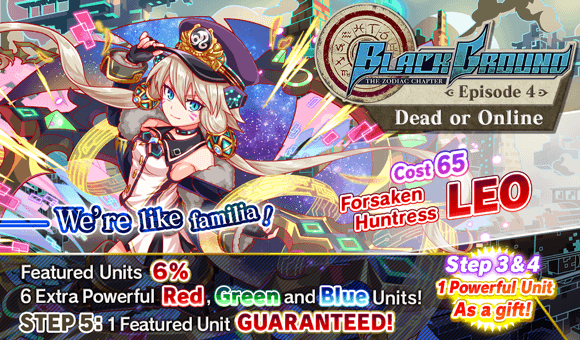 BLACK GROUND
THE ZODIAC CHAPTER
Episode 4
Dead or Online
Cost 65
Forsaken
Huntress LEO
We're like familia!
Featured Units 6%
6 Extra Powerful Red, Green and Blue Units!
STEP 5: 1 Featured Unit GUARANTEED!
Step 3 & 4
1 Powerful Unit
As a gift!